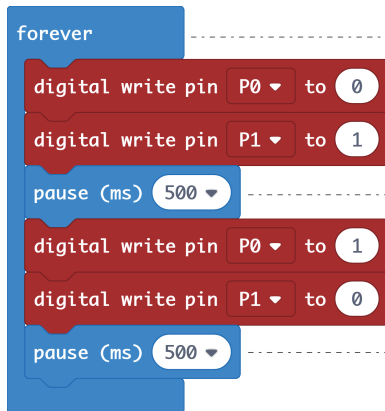 forever
digital write pin P0 to 0
digital write pin P1 to 1
pause (ms) 500
digital write pin P0 to 1
digital write pin P1 to 0
pause (ms) 500